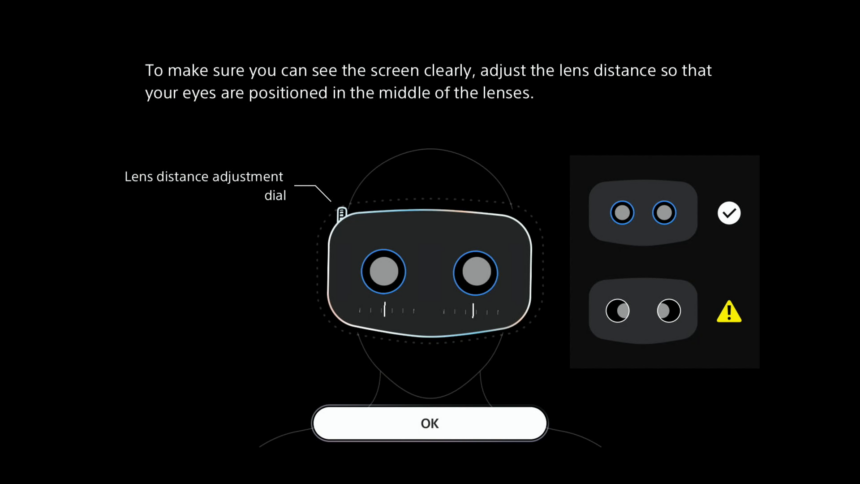 To make sure you can see the screen clearly, adjust the lens distance so that
your eyes are positioned in the middle of the lenses.
Lens distance adjustment
dial
OK